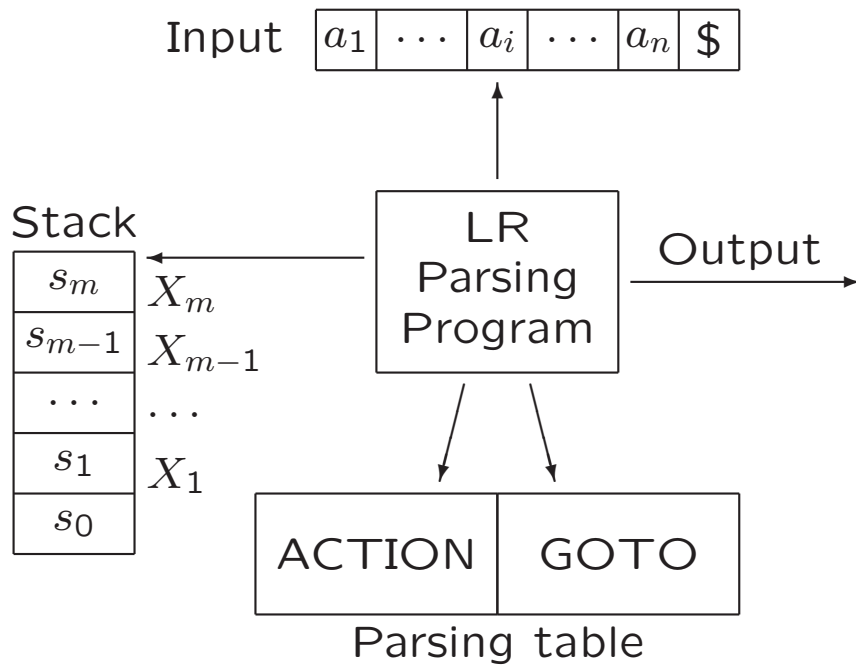 Input a₁ ··· aᵢ ··· aₙ $
LR
Parsing
Program
Output
Stack
sₘ Xₘ
sₘ₋₁ Xₘ₋₁
··· ···
s₁ X₁
s₀
ACTION GOTO
Parsing table